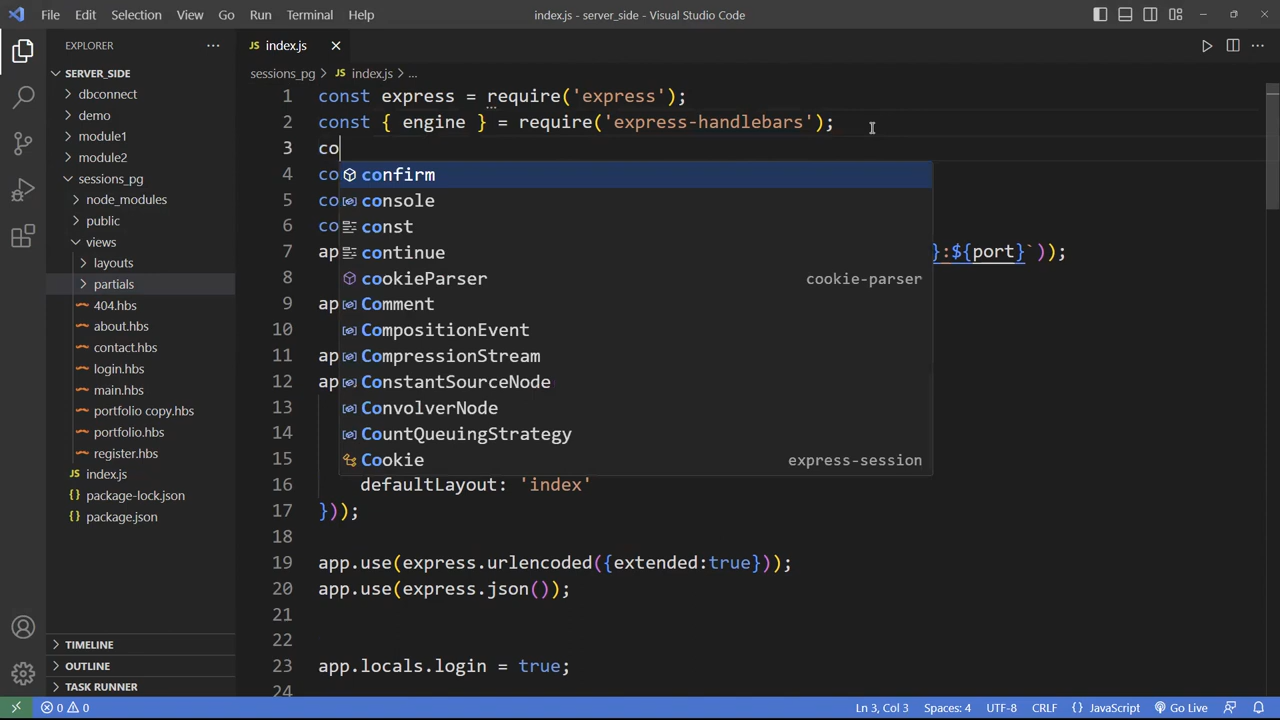 File Edit Selection View Go Run Terminal Help index.js - server_side - Visual Studio Code
EXPLORER
SERVER_SIDE
dbconnect
demo
module1
module2
sessions_pg
node_modules
public
views
layouts
partials
404.hbs
about.hbs
contact.hbs
login.hbs
main.hbs
portfolio copy.hbs
portfolio.hbs
register.hbs
JS index.js
{} package-lock.json
{} package.json
TIMELINE
OUTLINE
TASK RUNNER
JS index.js
sessions_pg > JS index.js > ...
1 const express = require('express');
2 const { engine } = require('express-handlebars');
3 co
4 co
5 co
6 co
7 ap }:${port}`));
8
9 ap
10
11 ap
12 ap
13
14
15
16 defaultLayout: 'index'
17 }));
18
19 app.use(express.urlencoded({extended:true}));
20 app.use(express.json());
21
22
23 app.locals.login = true;
24
confirm
console
const
continue
cookieParser cookie-parser
Comment
CompositionEvent
CompressionStream
ConstantSourceNode
ConvolverNode
CountQueuingStrategy
Cookie express-session
0 0 Ln 3, Col 3 Spaces: 4 UTF-8 CRLF {} JavaScript Go Live